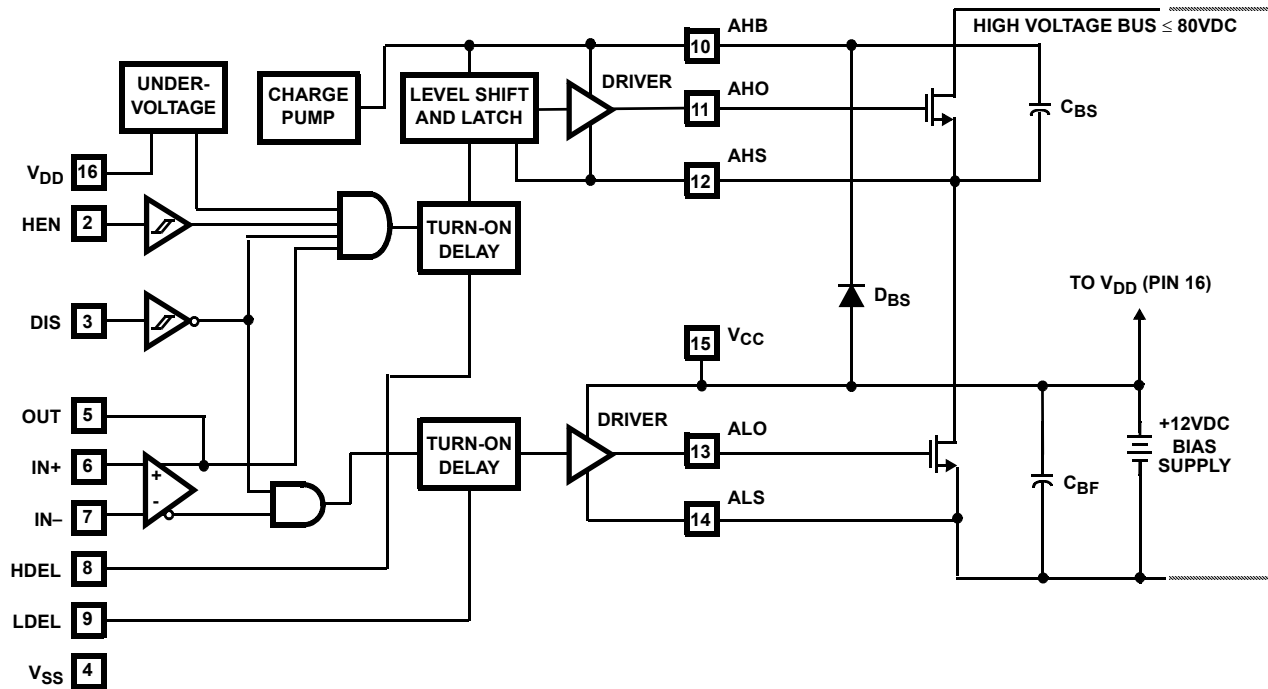 AHB
HIGH VOLTAGE BUS ≤ 80VDC
10
UNDER-
VOLTAGE
CHARGE
PUMP
LEVEL SHIFT
AND LATCH
DRIVER
AHO
11
CBS
AHS
12
VDD 16
HEN 2
TURN-ON
DELAY
DIS 3
DBS
TO VDD (PIN 16)
VCC
15
OUT 5
IN+ 6
+
-
IN– 7
TURN-ON
DELAY
DRIVER
ALO
13
ALS
14
CBF
+12VDC
BIAS
SUPPLY
HDEL 8
LDEL 9
VSS 4